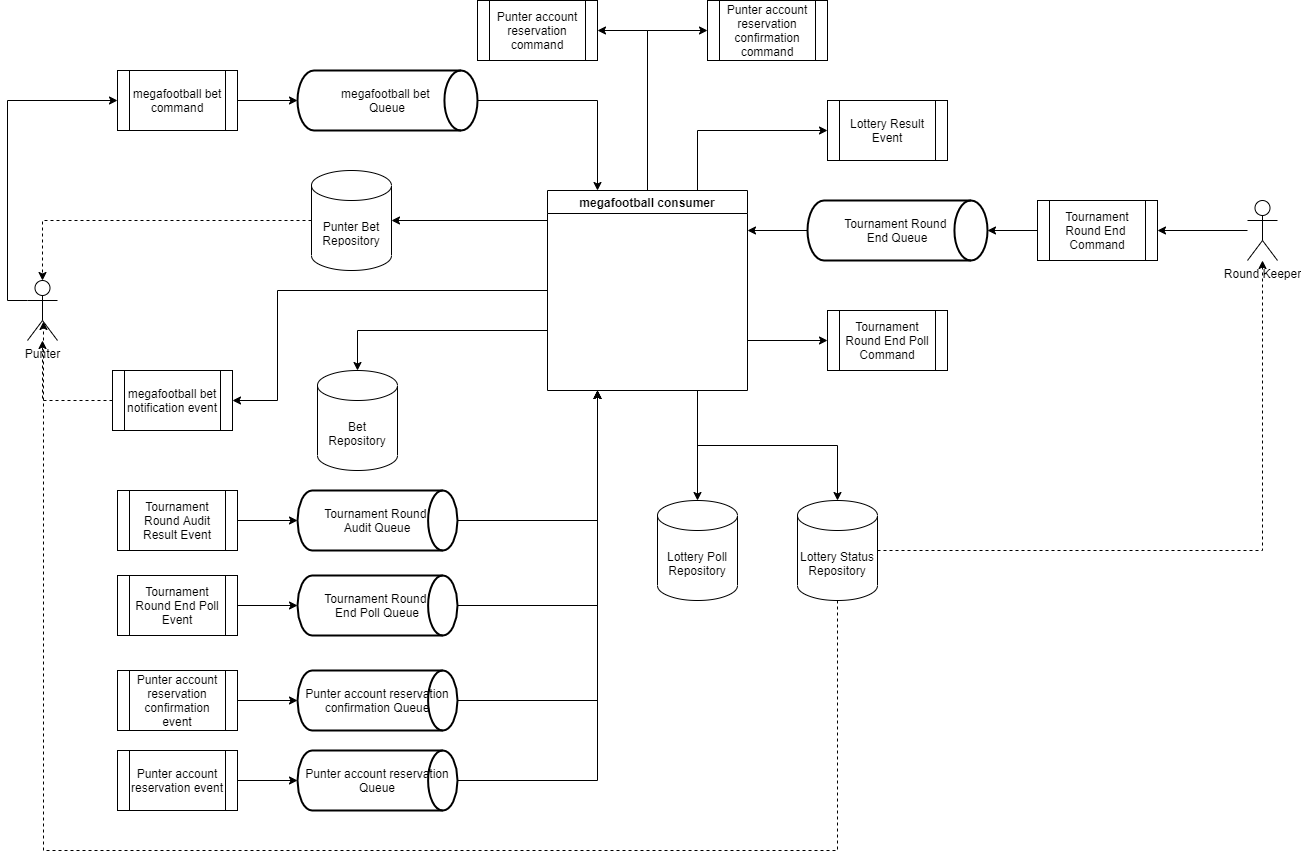 Punter account
reservation
command
Punter account
reservation
confirmation
command
megafootball bet
command
megafootball bet
Queue
Lottery Result
Event
megafootball consumer
Punter Bet
Repository
Tournament Round
End Queue
Tournament
Round End
Command
Round Keeper
Punter
Tournament
Round End Poll
Command
megafootball bet
notification event
Bet
Repository
Tournament
Round Audit
Result Event
Tournament Round
Audit Queue
Lottery Poll
Repository
Lottery Status
Repository
Tournament
Round End Poll
Event
Tournament Round
End Poll Queue
Punter account
reservation
confirmation
event
Punter account reservation
confirmation Queue
Punter account
reservation event
Punter account reservation
Queue